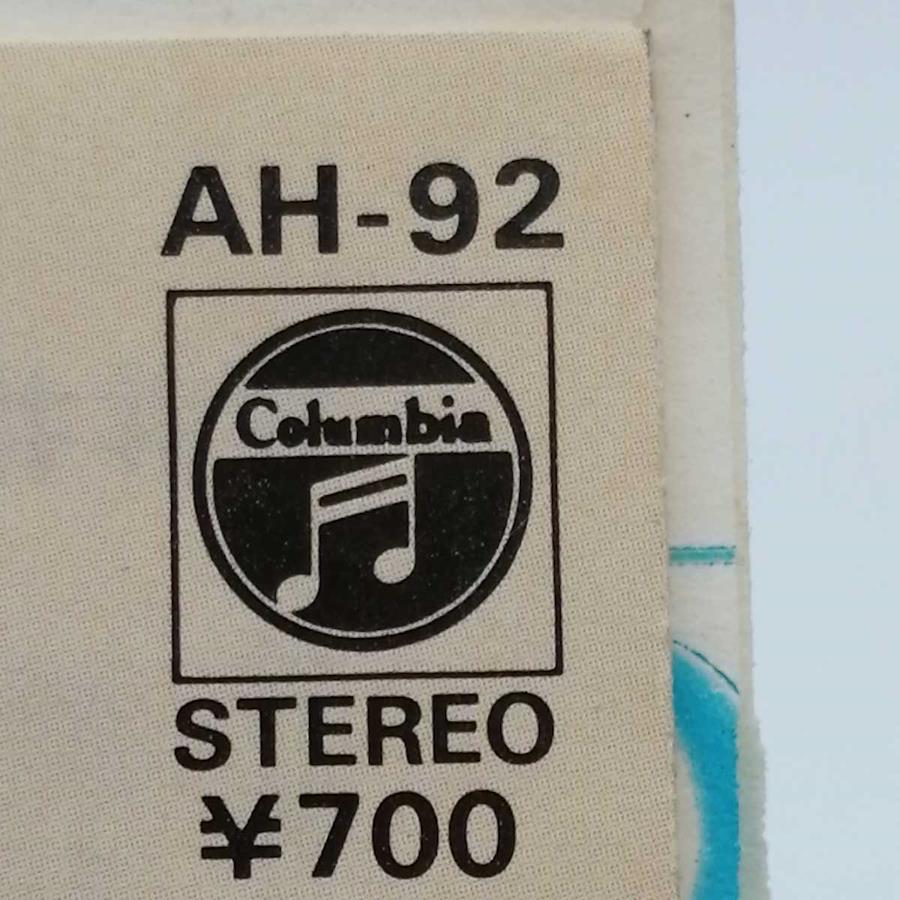 AH-92
Columbia
STEREO
¥700